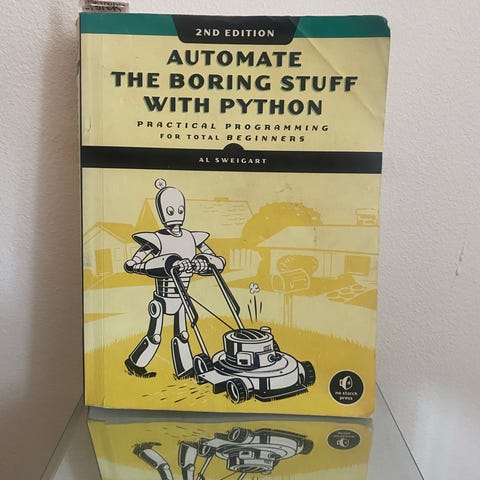 2ND EDITION
AUTOMATE
THE BORING STUFF
WITH PYTHON
PRACTICAL PROGRAMMING
FOR TOTAL BEGINNERS
AL SWEIGART
no starch
press